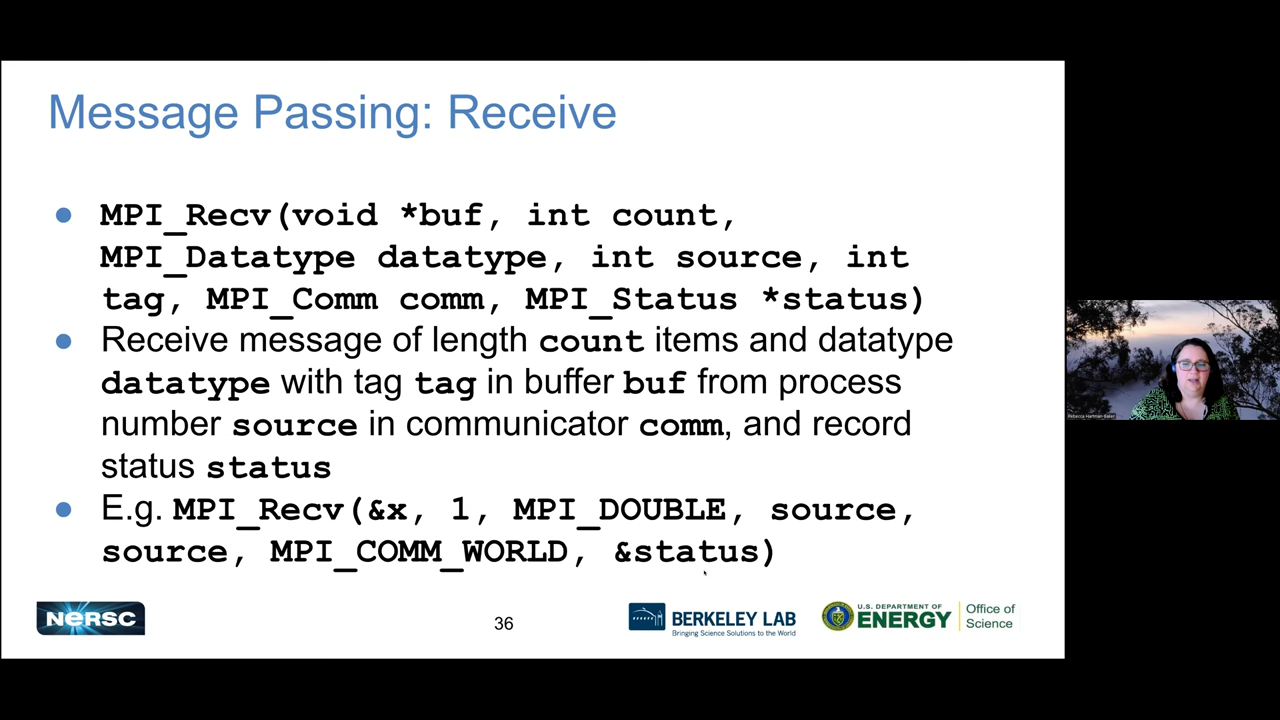 Message Passing: Receive
● MPI_Recv(void *buf, int count,
MPI_Datatype datatype, int source, int
tag, MPI_Comm comm, MPI_Status *status)
● Receive message of length count items and datatype
datatype with tag tag in buffer buf from process
number source in communicator comm, and record
status status
● E.g. MPI_Recv(&x, 1, MPI_DOUBLE, source,
source, MPI_COMM_WORLD, &status)
Rebecca Hartman-Baker
NERSC
36
BERKELEY LAB
Bringing Science Solutions to the World
U.S. DEPARTMENT OF
ENERGY
Office of
Science